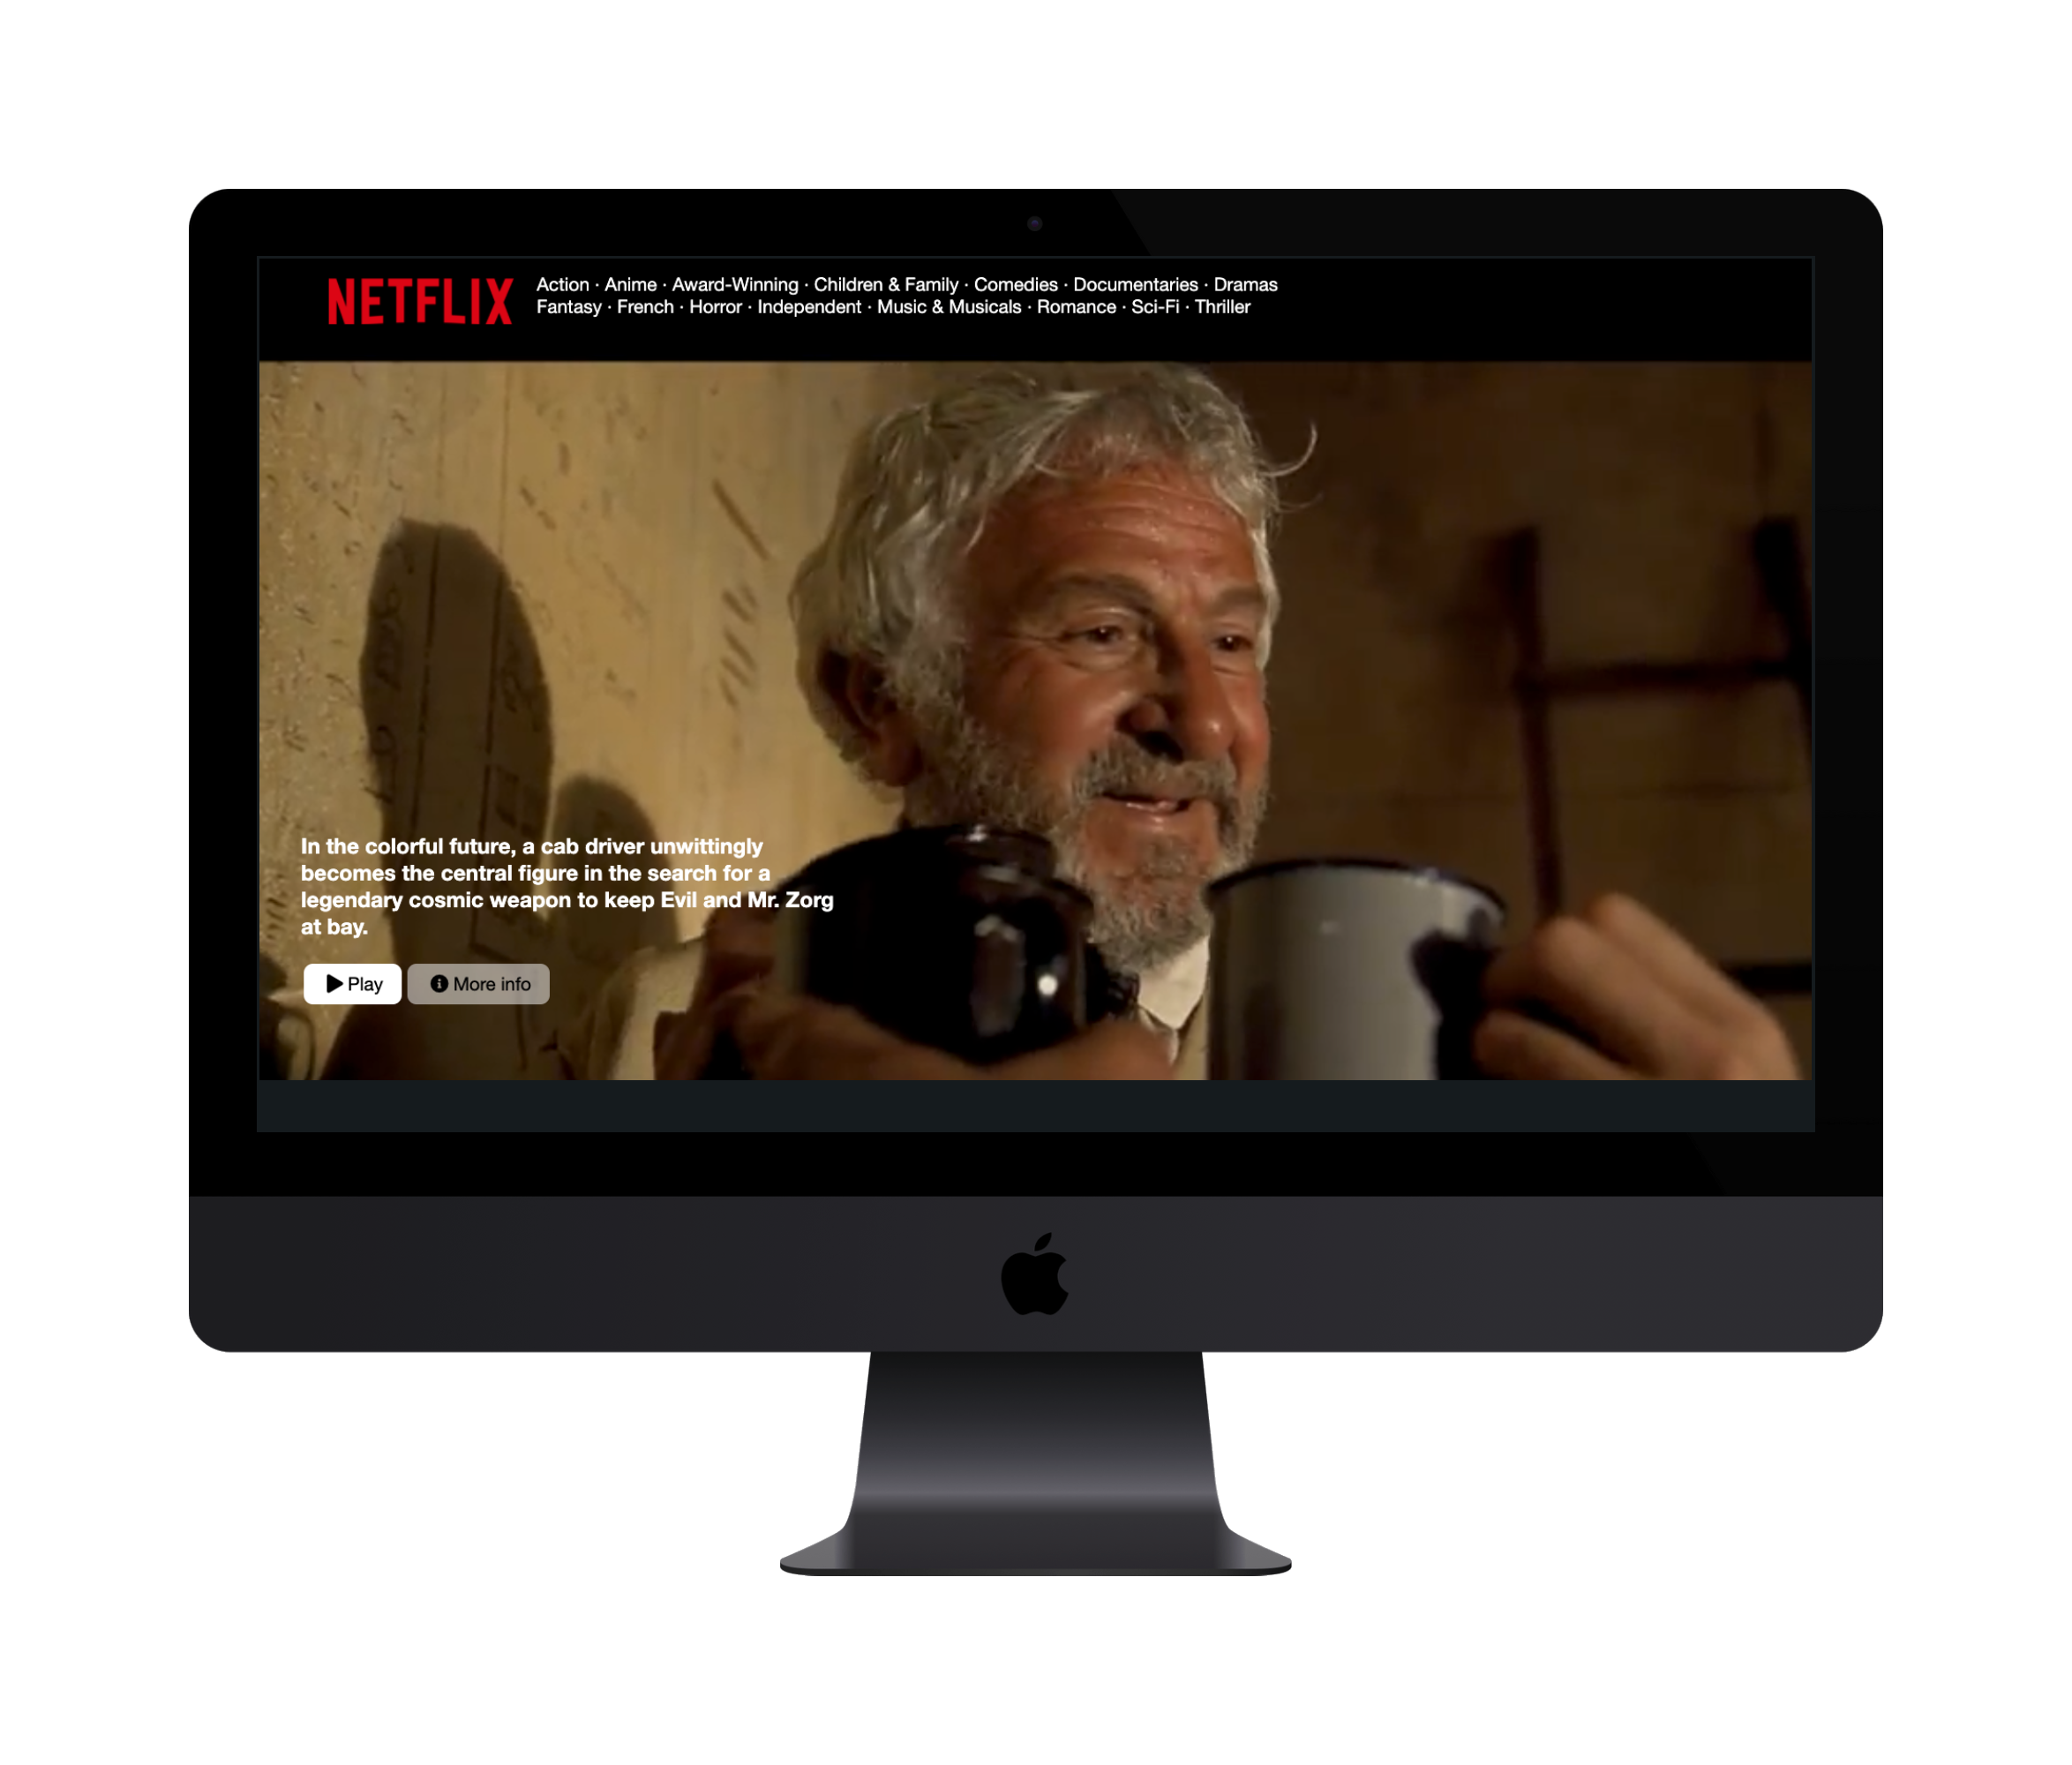 NETFLIX
Action · Anime · Award-Winning · Children & Family · Comedies · Documentaries · Dramas
Fantasy · French · Horror · Independent · Music & Musicals · Romance · Sci-Fi · Thriller
In the colorful future, a cab driver unwittingly
becomes the central figure in the search for a
legendary cosmic weapon to keep Evil and Mr. Zorg
at bay.
Play
More info